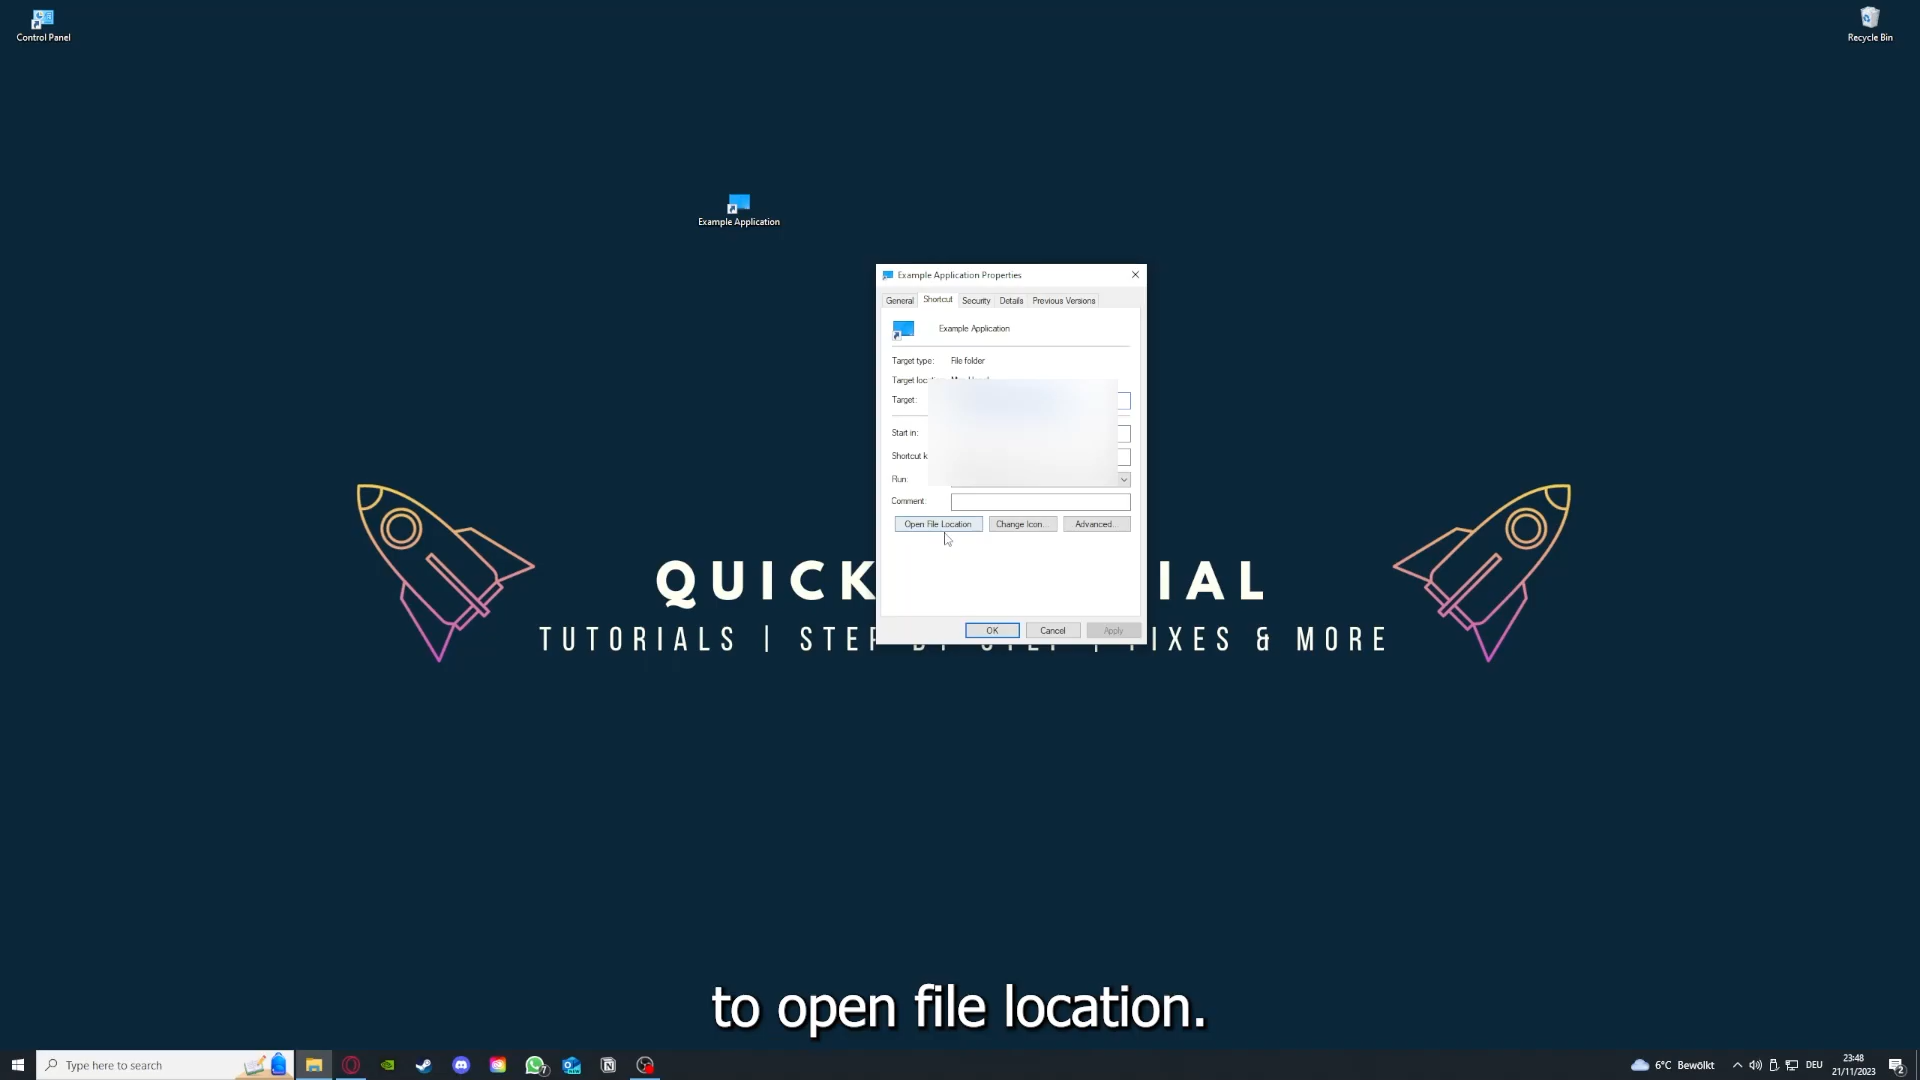 Control Panel
Recycle Bin
Example Application
Example Application Properties
General Shortcut Security Details Previous Versions
Example Application
Target type: File folder
Target
Target:
Start in:
Shortcut
Run:
Comment:
Open File Location Change Icon... Advanced...
OK Cancel Apply
QUICK IAL
TUTORIALS | STEP BY STEP | FIXES & MORE
to open file location.
Type here to search
7
6°C Bewölkt
DEU
23:48
21/11/2023
2